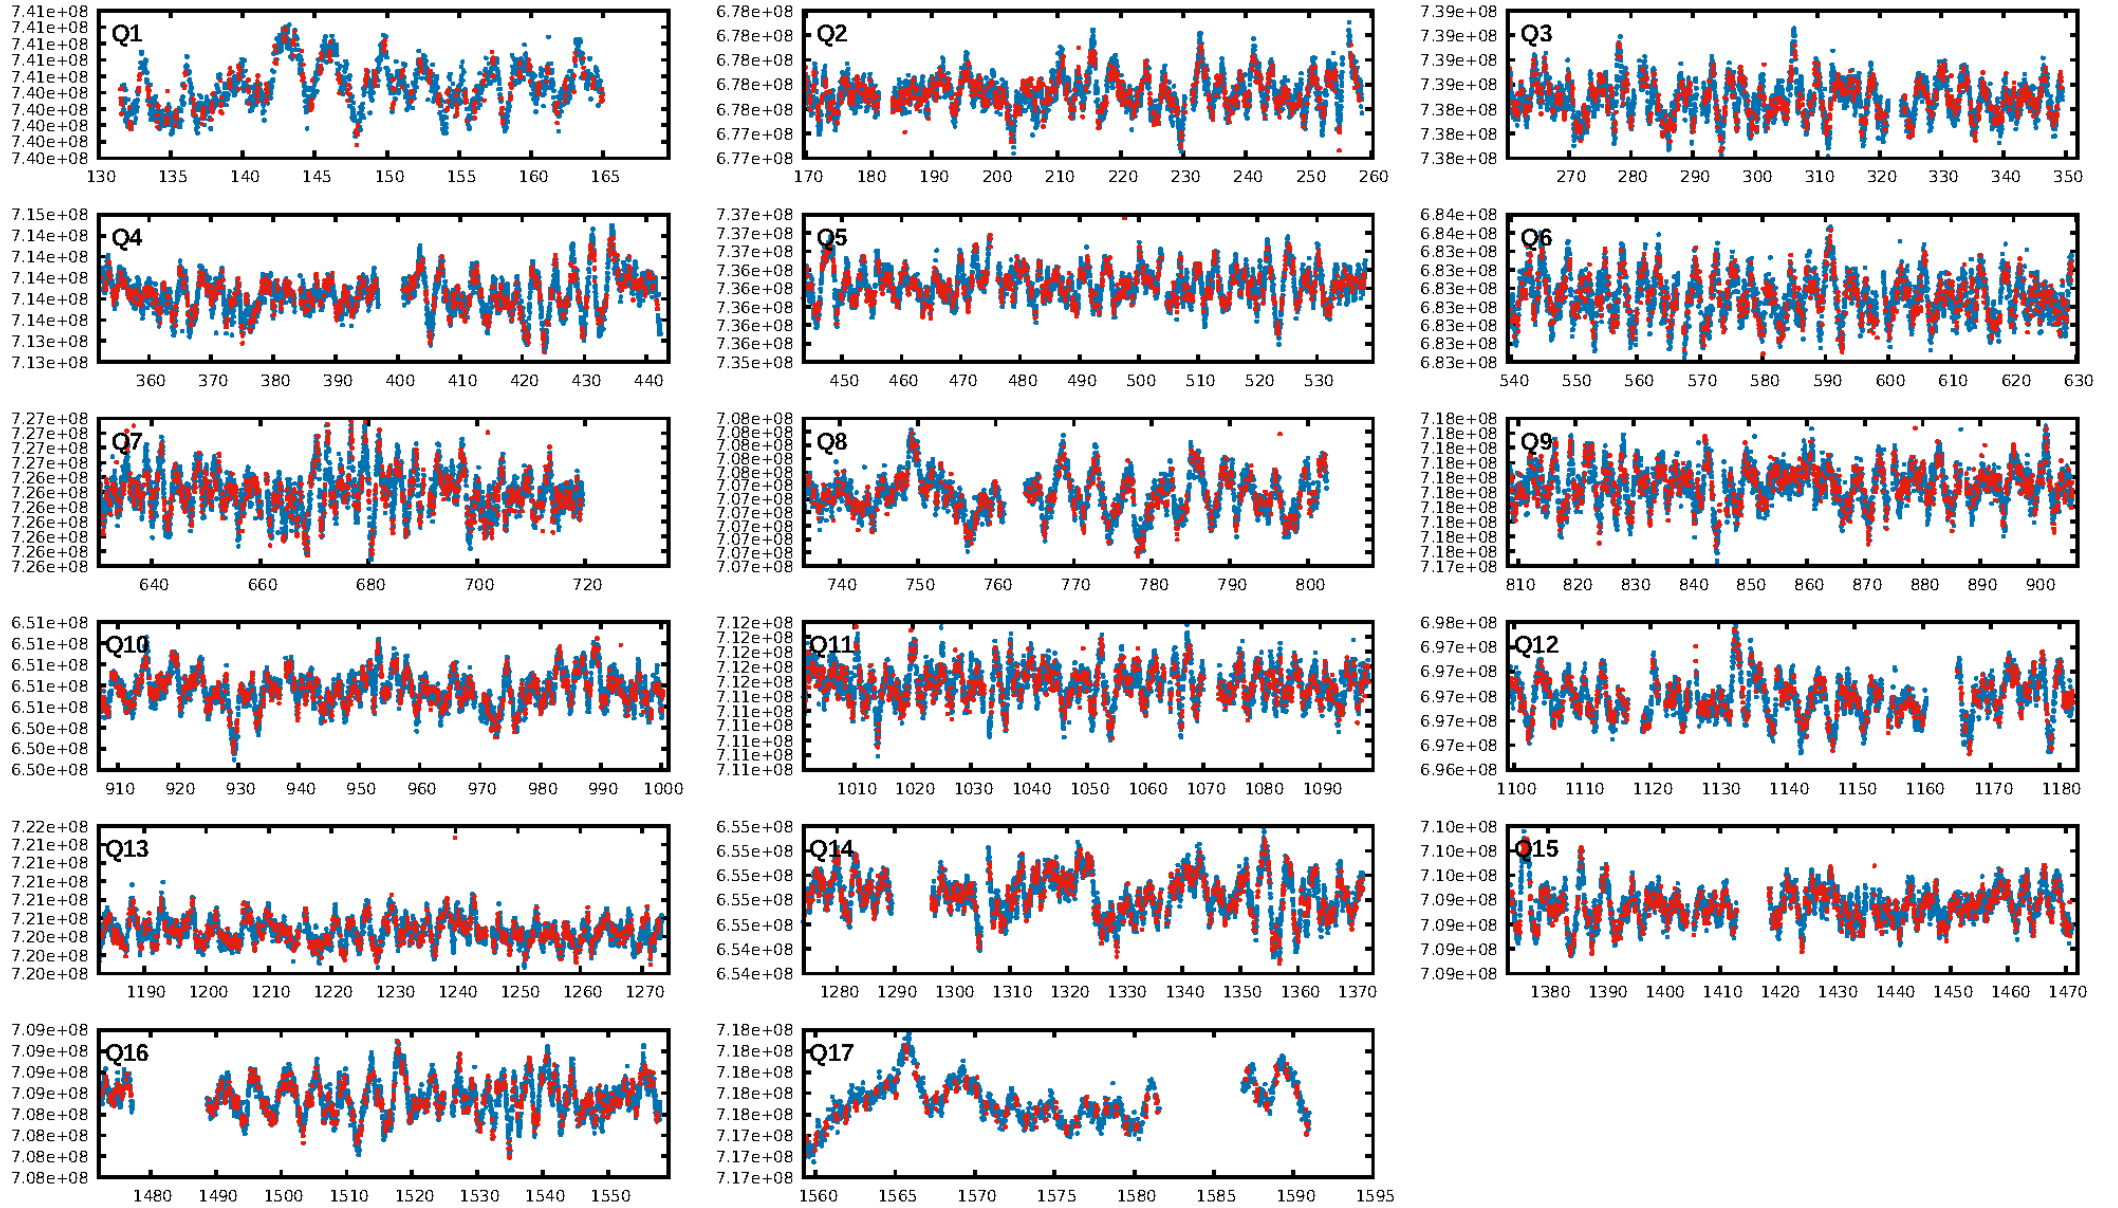 Q1
7.41e+08
7.41e+08
7.41e+08
7.41e+08
7.41e+08
7.40e+08
7.40e+08
7.40e+08
7.40e+08
7.40e+08
130 135 140 145 150 155 160 165
Q2
6.78e+08
6.78e+08
6.78e+08
6.78e+08
6.78e+08
6.77e+08
6.77e+08
170 180 190 200 210 220 230 240 250 260
Q3
7.39e+08
7.39e+08
7.39e+08
7.39e+08
7.38e+08
7.38e+08
7.38e+08
270 280 290 300 310 320 330 340 350
Q4
7.15e+08
7.14e+08
7.14e+08
7.14e+08
7.14e+08
7.14e+08
7.13e+08
7.13e+08
360 370 380 390 400 410 420 430 440
Q5
7.37e+08
7.37e+08
7.36e+08
7.36e+08
7.36e+08
7.36e+08
7.36e+08
7.36e+08
7.35e+08
450 460 470 480 490 500 510 520 530
Q6
6.84e+08
6.84e+08
6.83e+08
6.83e+08
6.83e+08
6.83e+08
6.83e+08
6.83e+08
6.83e+08
540 550 560 570 580 590 600 610 620 630
Q7
7.27e+08
7.27e+08
7.27e+08
7.27e+08
7.26e+08
7.26e+08
7.26e+08
7.26e+08
7.26e+08
7.26e+08
7.26e+08
640 660 680 700 720
Q8
7.08e+08
7.08e+08
7.08e+08
7.08e+08
7.08e+08
7.07e+08
7.07e+08
7.07e+08
7.07e+08
7.07e+08
7.07e+08
7.07e+08
740 750 760 770 780 790 800
Q9
7.18e+08
7.18e+08
7.18e+08
7.18e+08
7.18e+08
7.18e+08
7.18e+08
7.18e+08
7.18e+08
7.18e+08
7.17e+08
810 820 830 840 850 860 870 880 890 900
Q10
6.51e+08
6.51e+08
6.51e+08
6.51e+08
6.51e+08
6.50e+08
6.50e+08
6.50e+08
910 920 930 940 950 960 970 980 990 1000
Q11
7.12e+08
7.12e+08
7.12e+08
7.12e+08
7.12e+08
7.11e+08
7.11e+08
7.11e+08
7.11e+08
7.11e+08
7.11e+08
1010 1020 1030 1040 1050 1060 1070 1080 1090
Q12
6.98e+08
6.97e+08
6.97e+08
6.97e+08
6.97e+08
6.97e+08
6.96e+08
1100 1110 1120 1130 1140 1150 1160 1170 1180
Q13
7.22e+08
7.21e+08
7.21e+08
7.21e+08
7.21e+08
7.21e+08
7.20e+08
7.20e+08
7.20e+08
1190 1200 1210 1220 1230 1240 1250 1260 1270
Q14
6.55e+08
6.55e+08
6.55e+08
6.55e+08
6.55e+08
6.54e+08
6.54e+08
1280 1290 1300 1310 1320 1330 1340 1350 1360 1370
Q15
7.10e+08
7.10e+08
7.10e+08
7.09e+08
7.09e+08
7.09e+08
7.09e+08
1380 1390 1400 1410 1420 1430 1440 1450 1460 1470
Q16
7.09e+08
7.09e+08
7.09e+08
7.09e+08
7.08e+08
7.08e+08
7.08e+08
7.08e+08
1480 1490 1500 1510 1520 1530 1540 1550
Q17
7.18e+08
7.18e+08
7.18e+08
7.18e+08
7.18e+08
7.17e+08
7.17e+08
7.17e+08
1560 1565 1570 1575 1580 1585 1590 1595